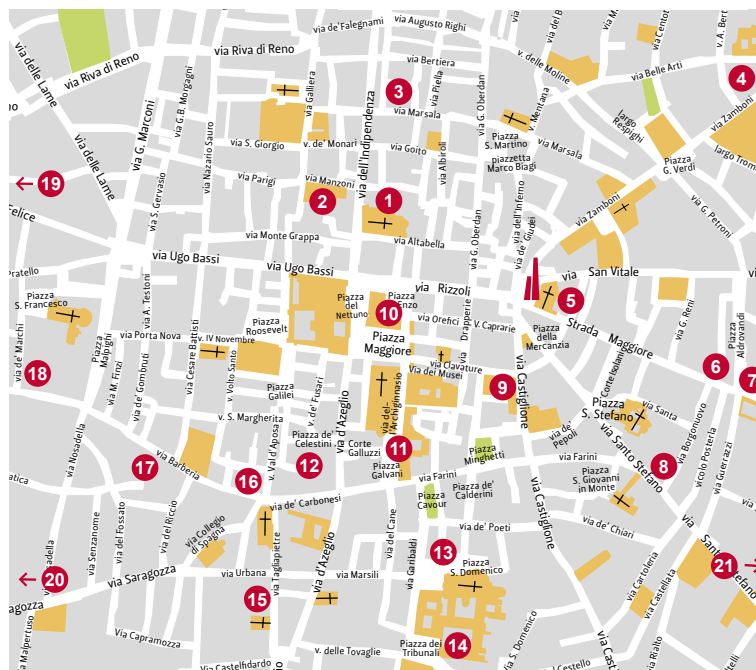 via de' Falegnami
via Augusto Righi
via Riva di Reno
via Riva di Reno
via delle Lame
via Bertiera
v. delle Moline
via Belle Arti
via Galliera
via Piella
via G. Oberdan
v. Mentana
via dell'Indipendenza
3
4
via G.B. Morgagni
via G. Marconi
via Nazario Sauro
via Marsala
Piazza
S. Martino
largo
Respighi
via Zamboni
via S. Giorgio
v. de' Monari
via Goito
via Albiroli
piazzetta
Marco Biagi
via Marsala
Piazza
G. Verdi
via delle Lame
19
via Parigi
via Manzoni
2
1
via S. Gervasio
via dell'Inferno
via de' Giudei
via Zamboni
via G. Petroni
via Monte Grappa
via Altabella
via G. Oberdan
via Ugo Bassi
via Ugo Bassi
via Rizzoli
via
San Vitale
Piazza
S. Francesco
via A. Testoni
Piazza
del
Nettuno
10
via Orefici
via Drapperie
V. Caprarie
5
Piazza
della
Mercanzia
Strada Maggiore
via G. Reni
Piazza
Aldrovandi
via de' Marchi
18
Piazza
Malpighi
via Porta Nova
v. IV Novembre
Piazza
Roosevelt
Piazza
Maggiore
via Clavature
via Dei Musei
via M. Finzi
via de' Gombruti
via Cesare Battisti
v. Volto Santo
Piazza
Galilei
v. de' Fusari
via d'Azeglio
9
via Castiglione
Corte Isolani
6
7
v. S. Margherita
v. Val d'Aposa
Piazza de'
Celestini
Corte
Galluzzi
11
Piazza
Galvani
Piazza
Minghetti
via de'
Pepoli
Piazza
S. Stefano
via Santa
via Santo Stefano
via Borgonuovo
vicolo Posterla
via Guerrazzi
via Nosadella
17
via Barberia
16
12
via Farini
via Farini
Piazza
S. Giovanni
in Monte
8
via Senzanome
via del Fossato
via del Riccio
via Collegio
di Spagna
via de' Carbonesi
via del Cane
Piazza
Cavour
Piazza
de'
Calderini
via de' Poeti
via Castiglione
via de' Chiari
20
via Saragozza
via Urbana
via Tagliapietre
via d'Azeglio
via Marsili
via Garibaldi
13
Piazza
S. Domenico
via Cartoleria
via Castellata
via Santo Stefano
21
15
via Malpertuso
Via Capramozza
via Castelfidardo
v. delle Tovaglie
Piazza dei
Tribunali
14
v. S. Domenico
via Castiglione
via Rialto